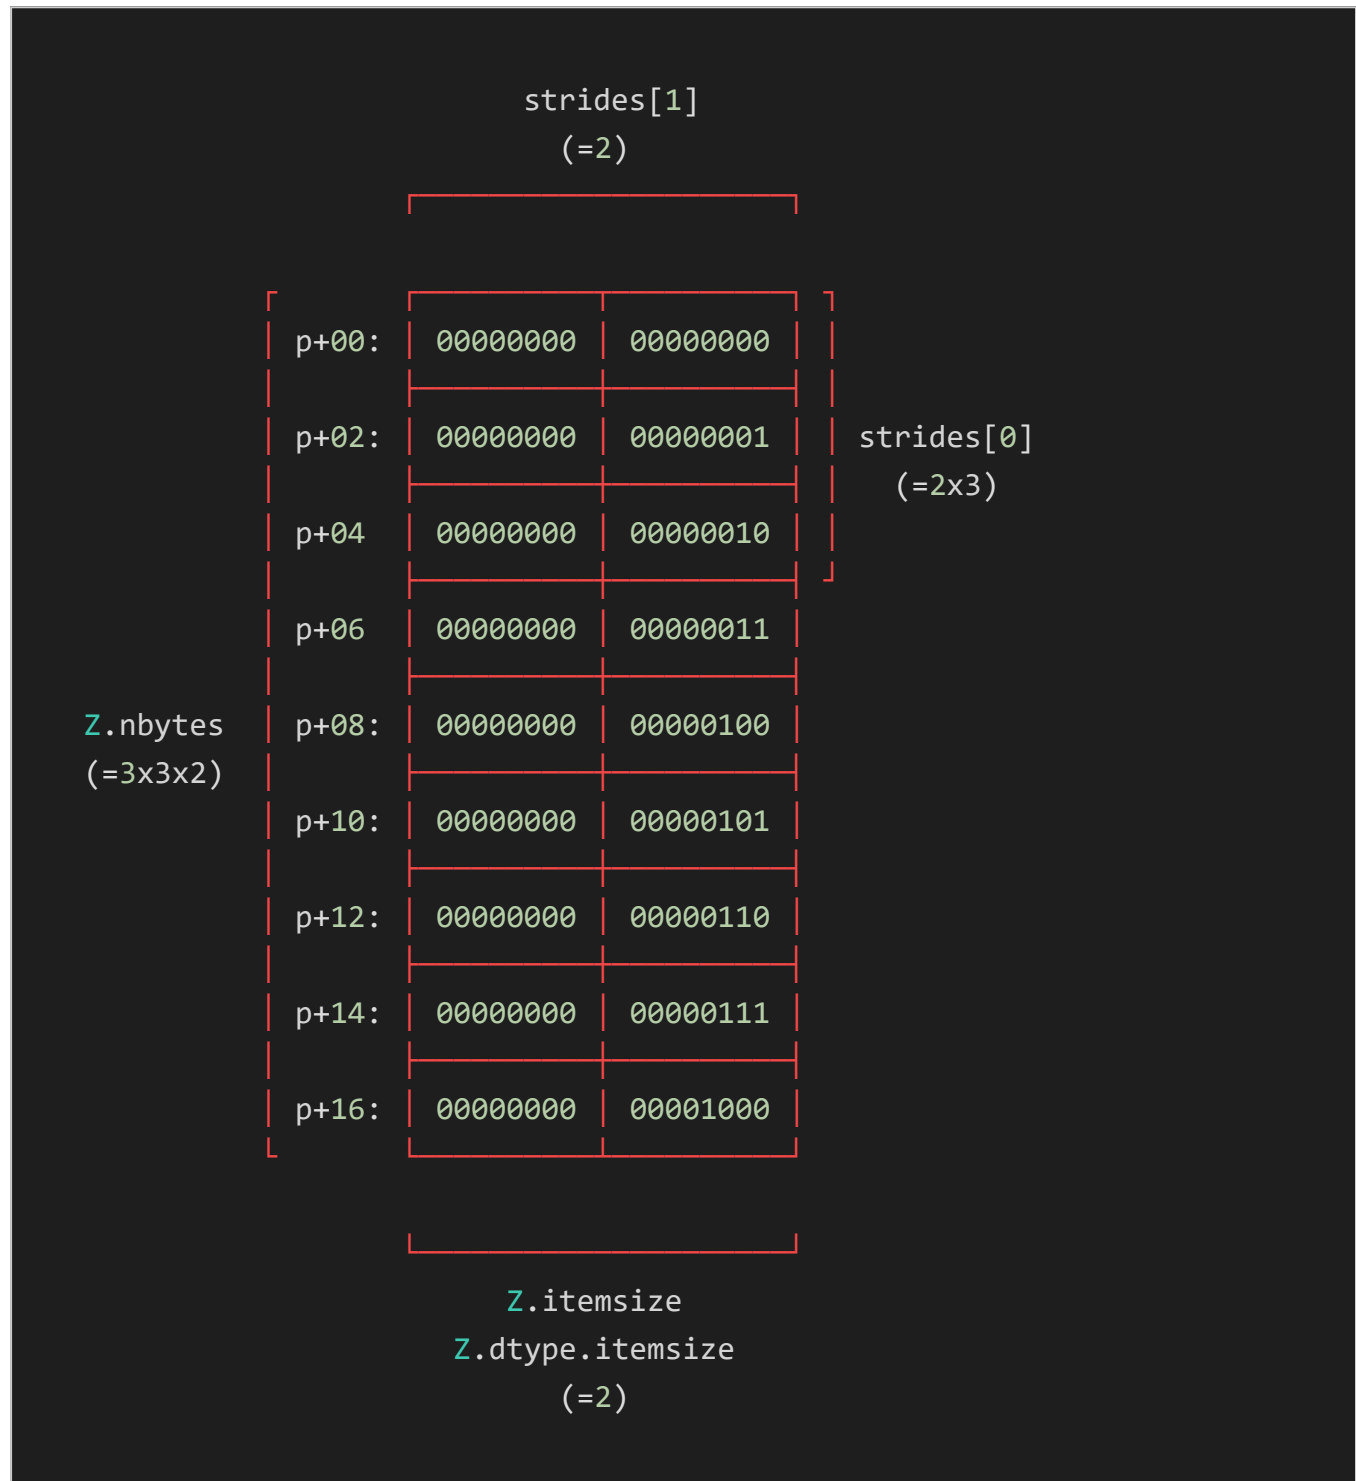 strides[1]
(=2)
p+00: 00000000 00000000
p+02: 00000000 00000001 strides[0]
(=2x3)
p+04 00000000 00000010
p+06 00000000 00000011
Z.nbytes p+08: 00000000 00000100
(=3x3x2)
p+10: 00000000 00000101
p+12: 00000000 00000110
p+14: 00000000 00000111
p+16: 00000000 00001000
Z.itemsize
Z.dtype.itemsize
(=2)